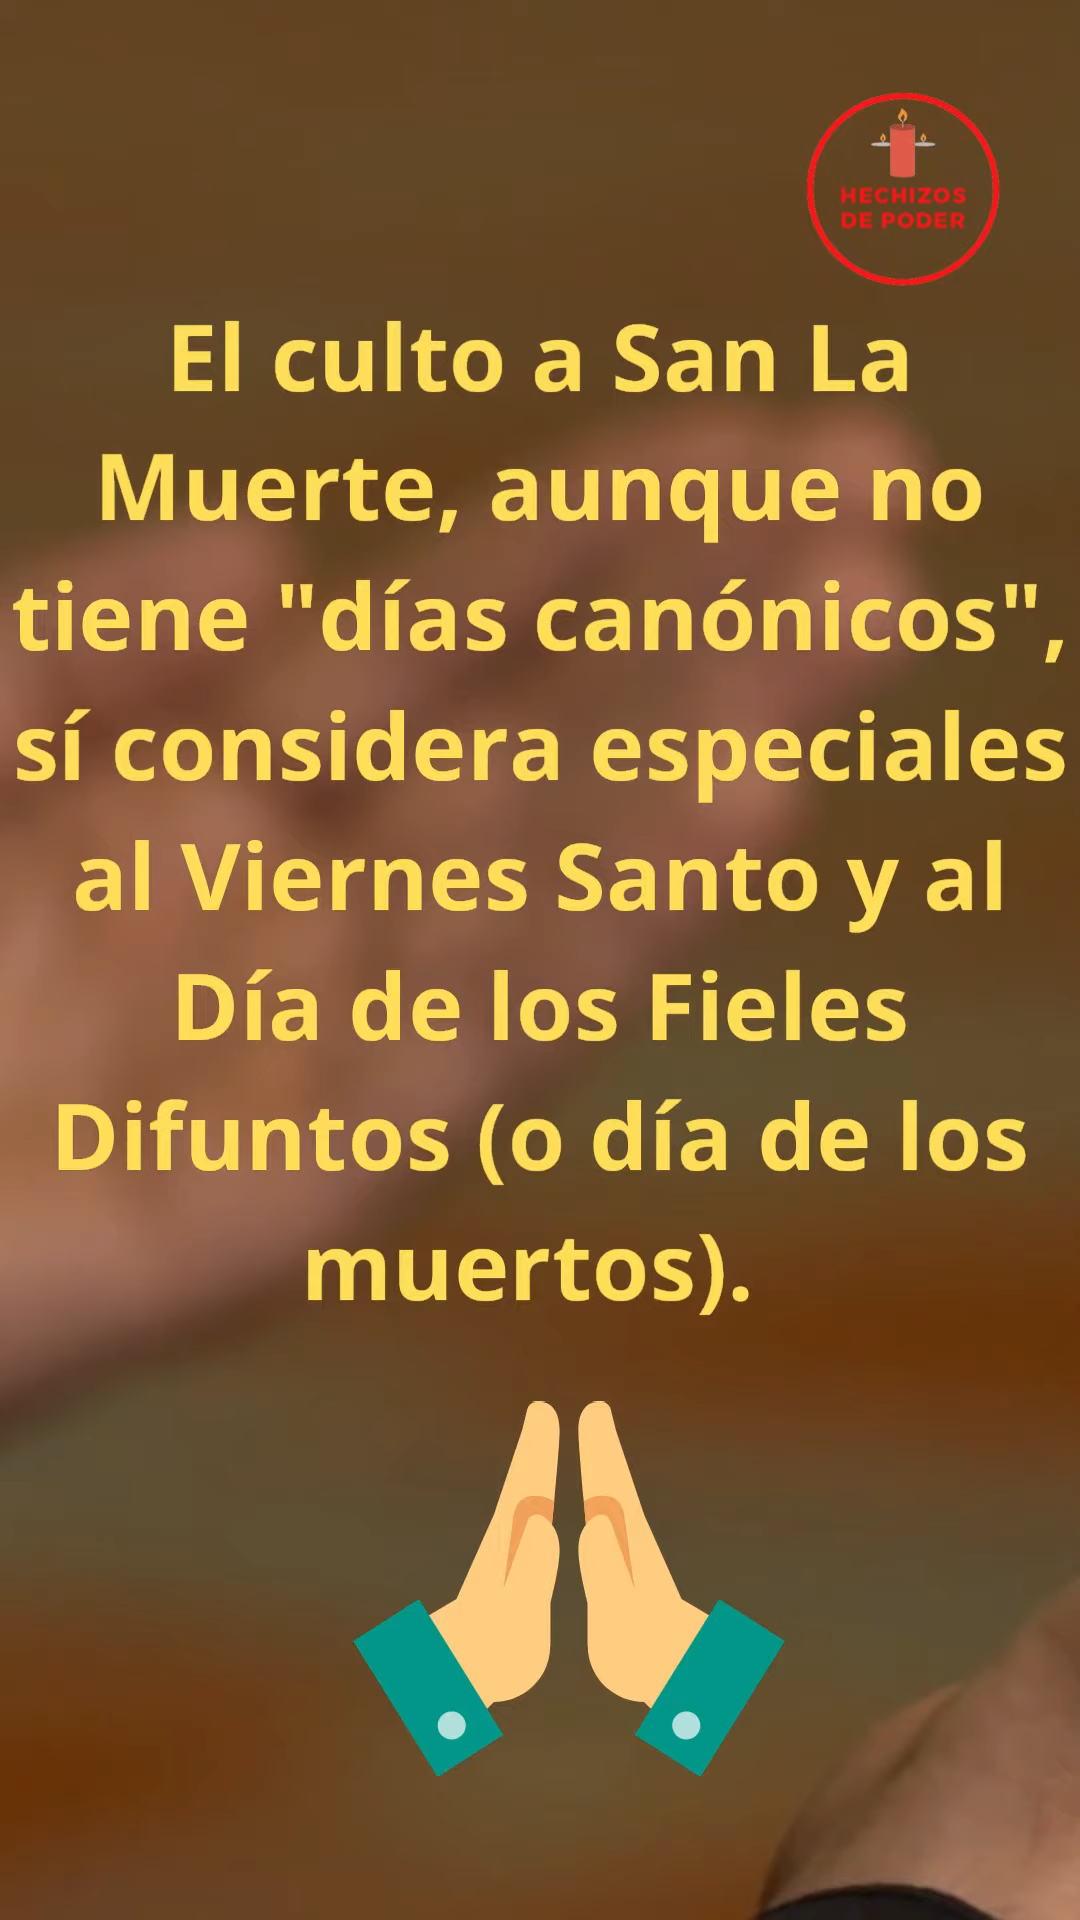 HECHIZOS
DE PODER
El culto a San La
Muerte, aunque no
tiene "días canónicos",
sí considera especiales
al Viernes Santo y al
Día de los Fieles
Difuntos (o día de los
muertos).